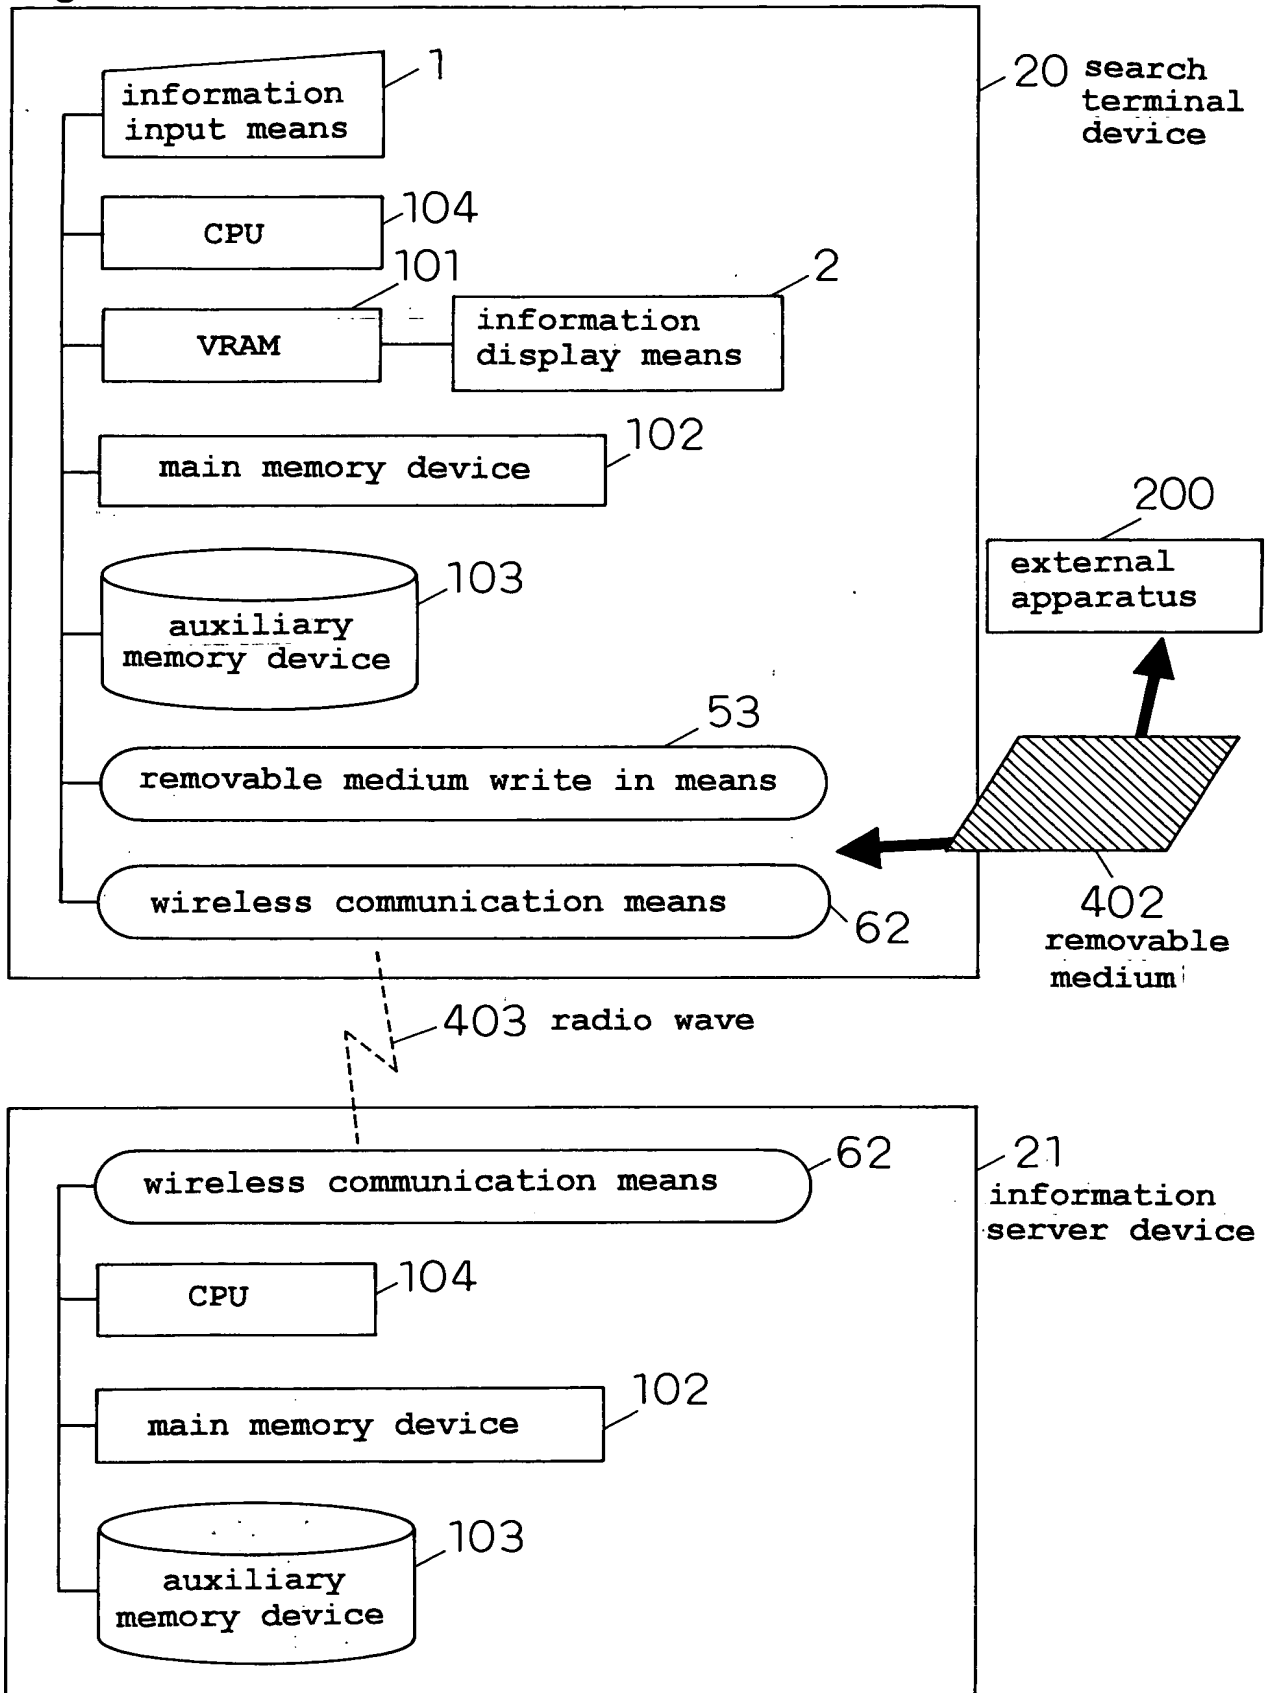 1
information
input means
20 search
terminal
device
104
CPU
101
VRAM
2
information
display means
102
main memory device
200
external
apparatus
103
auxiliary
memory device
53
removable medium write in means
wireless communication means
62
402
removable
medium
403 radio wave
62
wireless communication means
21
information
server device
104
CPU
102
main memory device
103
auxiliary
memory device